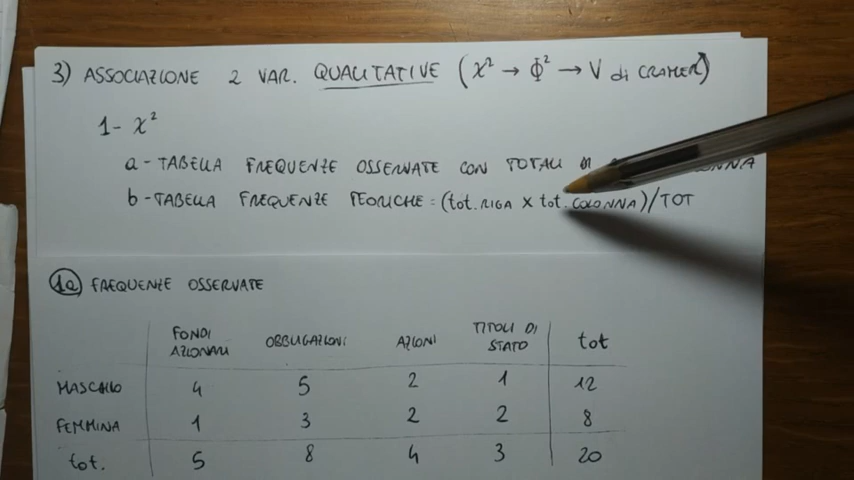 3) ASSOCIAZIONE 2 VAR. QUALITATIVE (χ² → Φ² → V di CRAMER)
1- χ²
a - TABELLA FREQUENZE OSSERVATE CON TOTALI DI
b - TABELLA FREQUENZE TEORICHE = (tot. RIGA x tot. COLONNA)/TOT
1a) FREQUENZE OSSERVATE
FONDI AZIONARI OBBLIGAZIONI AZIONI TITOLI DI STATO tot
MASCHIO 4 5 2 1 12
FEMMINA 1 3 2 2 8
tot. 5 8 4 3 20